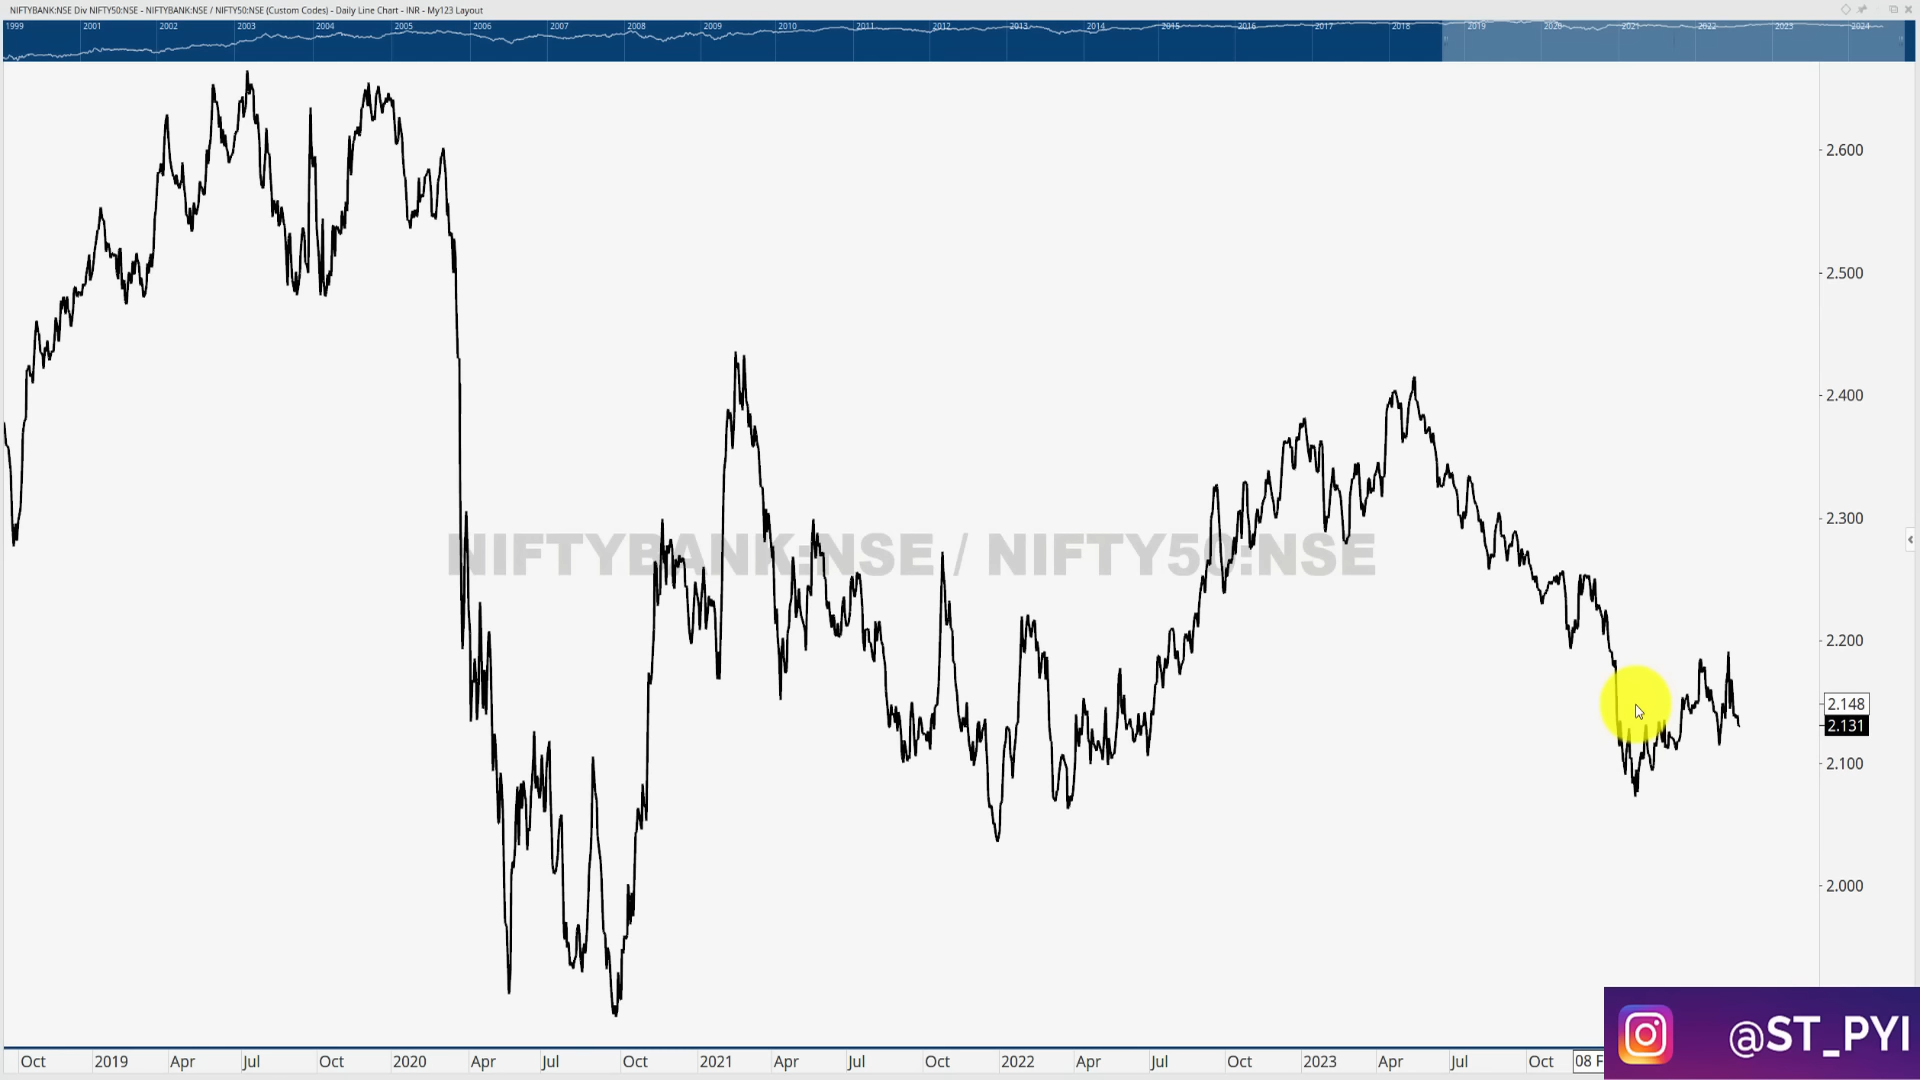 NIFTYBANK:NSE Div NIFTY50:NSE - NIFTYBANK:NSE / NIFTY50:NSE (Custom Codes) - Daily Line Chart - INR - My123 Layout
1999 2001 2002 2003 2004 2005 2006 2007 2008 2009 2010 2011 2012 2013 2014 2015 2016 2017 2018 2019 2020 2021 2022 2023 2024
2.600
2.500
2.400
2.300
NIFTYBANK:NSE / NIFTY50:NSE
2.200
2.148
2.131
2.100
2.000
@ST_PYI
Oct 2019 Apr Jul Oct 2020 Apr Jul Oct 2021 Apr Jul Oct 2022 Apr Jul Oct 2023 Apr Jul Oct 08 F